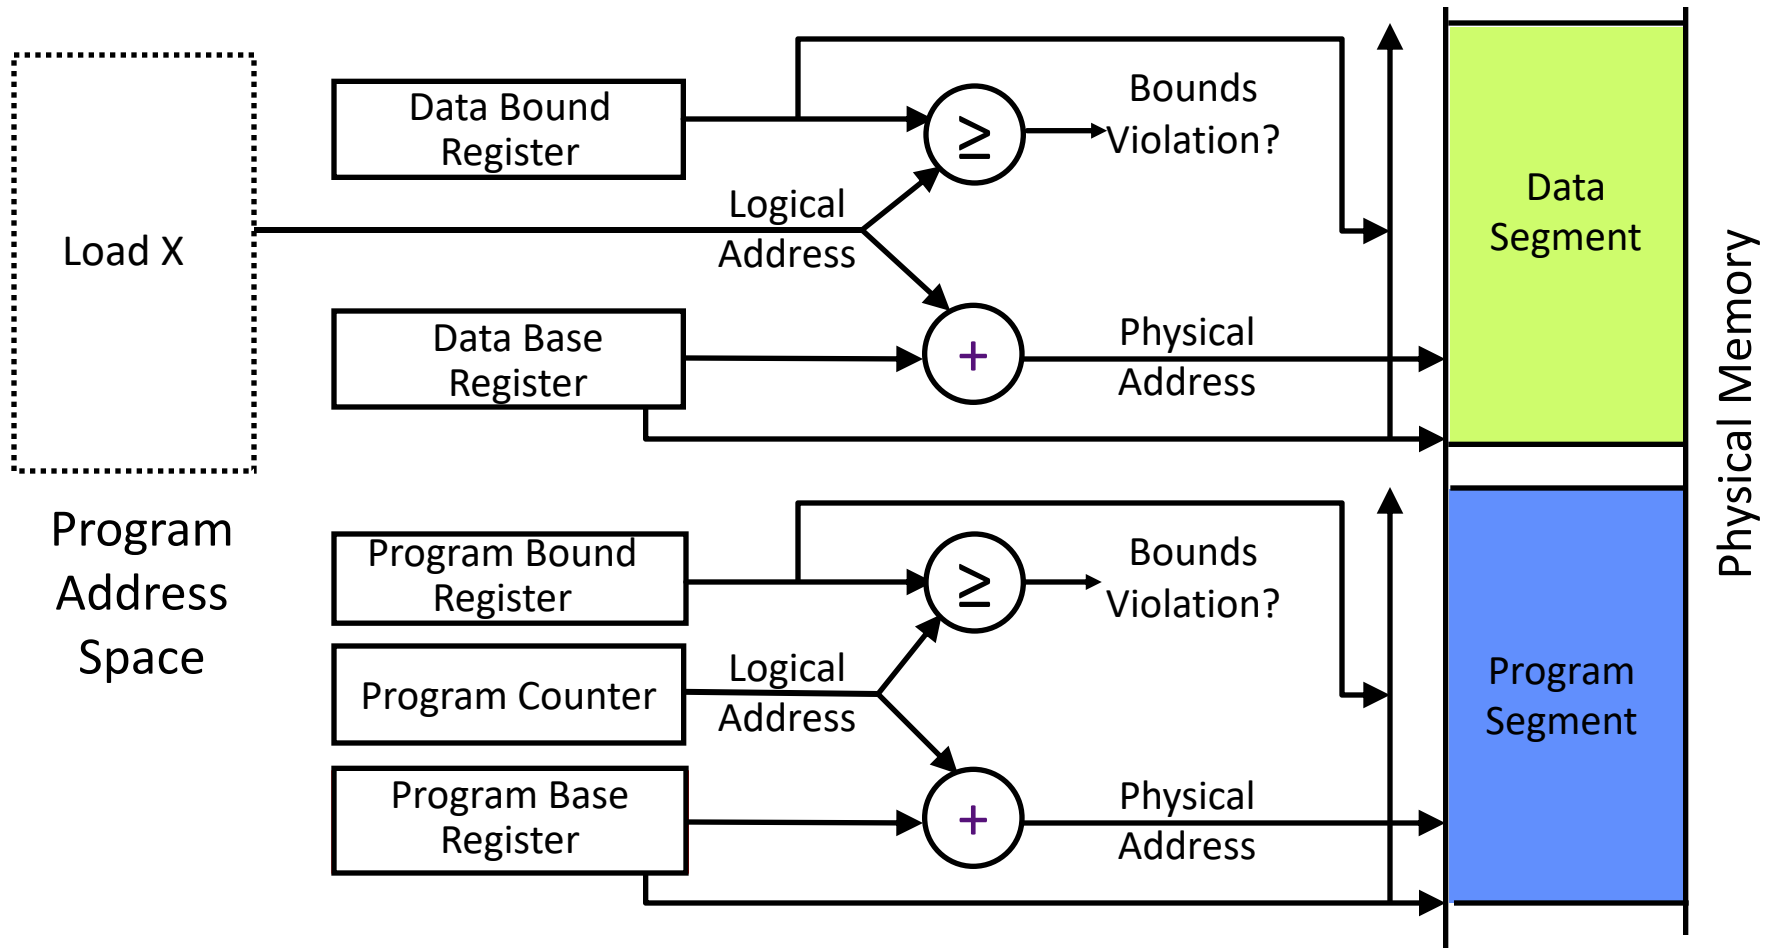 Data Bound
Register
≥
Bounds
Violation?
Load X
Logical
Address
Data Base
Register
+
Physical
Address
Data
Segment
Program
Address
Space
Program Bound
Register
≥
Bounds
Violation?
Program Counter
Logical
Address
Program Base
Register
+
Physical
Address
Program
Segment
Physical Memory